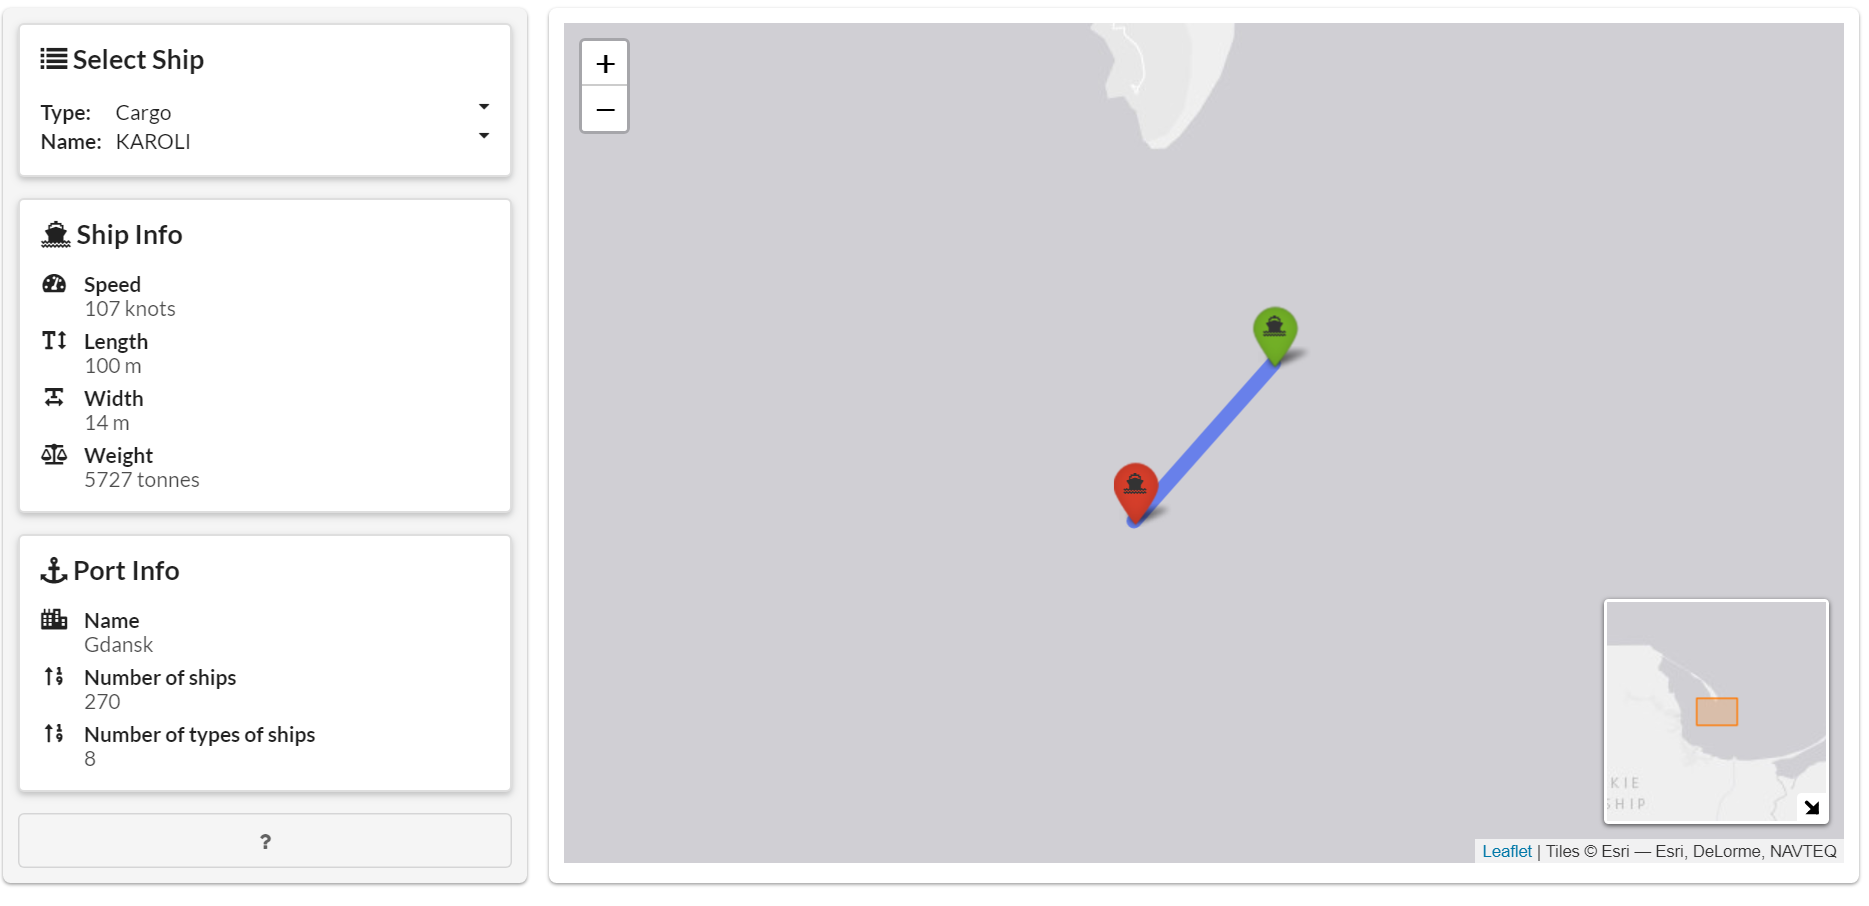 Select Ship
Type: Cargo
Name: KAROLI
Ship Info
Speed
107 knots
Length
100 m
Width
14 m
Weight
5727 tonnes
Port Info
Name
Gdansk
Number of ships
270
Number of types of ships
8
?
+
−
KIE
SHIP
Leaflet | Tiles © Esri — Esri, DeLorme, NAVTEQ